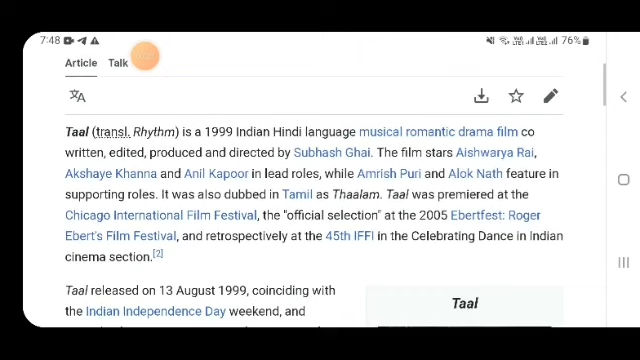 7:48
76%
Article Talk
Taal (transl. Rhythm) is a 1999 Indian Hindi language musical romantic drama film co
written, edited, produced and directed by Subhash Ghai. The film stars Aishwarya Rai,
Akshaye Khanna and Anil Kapoor in lead roles, while Amrish Puri and Alok Nath feature in
supporting roles. It was also dubbed in Tamil as Thaalam. Taal was premiered at the
Chicago International Film Festival, the "official selection" at the 2005 Ebertfest: Roger
Ebert's Film Festival, and retrospectively at the 45th IFFI in the Celebrating Dance in Indian
cinema section.[2]
Taal released on 13 August 1999, coinciding with
the Indian Independence Day weekend, and
Taal